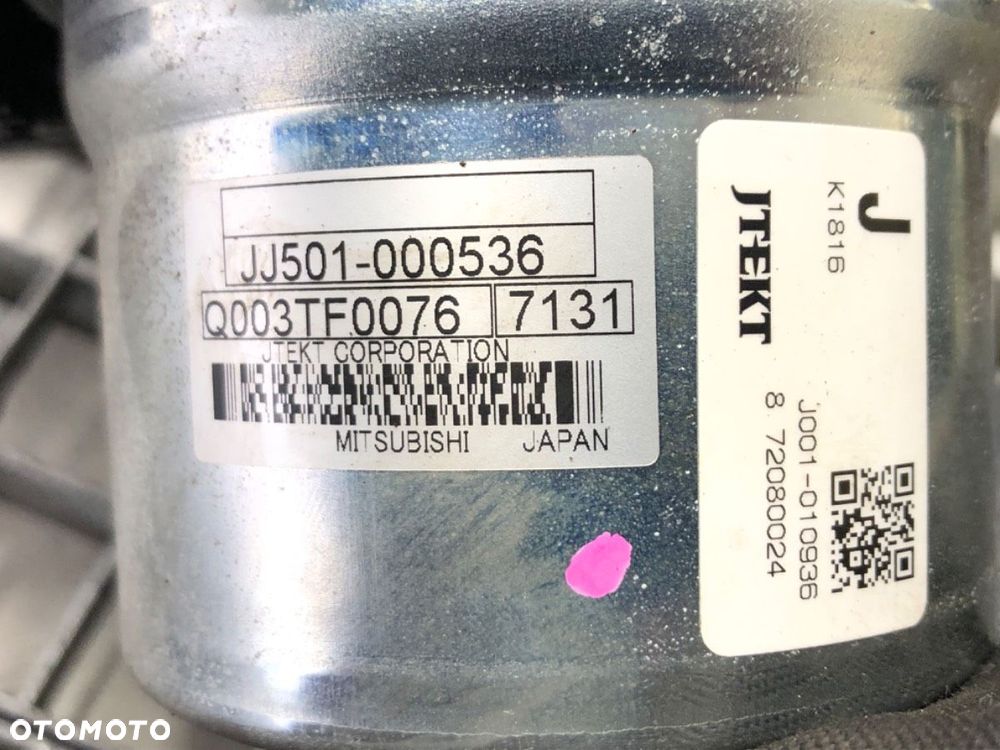 JJ501-000536
Q003TF0076 7131
JTEKT CORPORATION
MITSUBISHI JAPAN
J
K1816
JTEKT
J001-010936
8 72080024
OTOMOTO